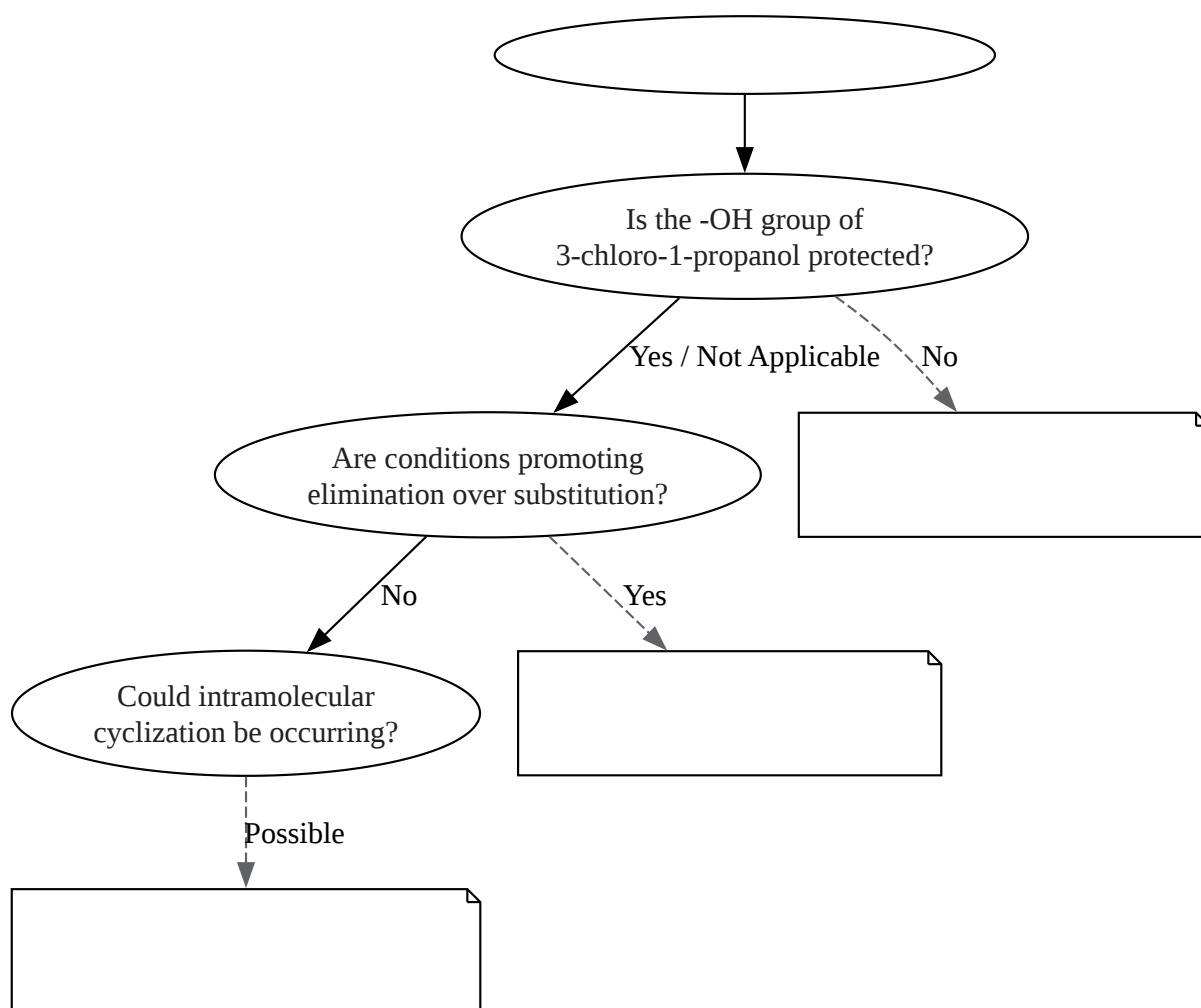 Is the -OH group of
3-chloro-1-propanol protected?
Yes / Not Applicable
No
Are conditions promoting
elimination over substitution?
No
Yes
Could intramolecular
cyclization be occurring?
Possible